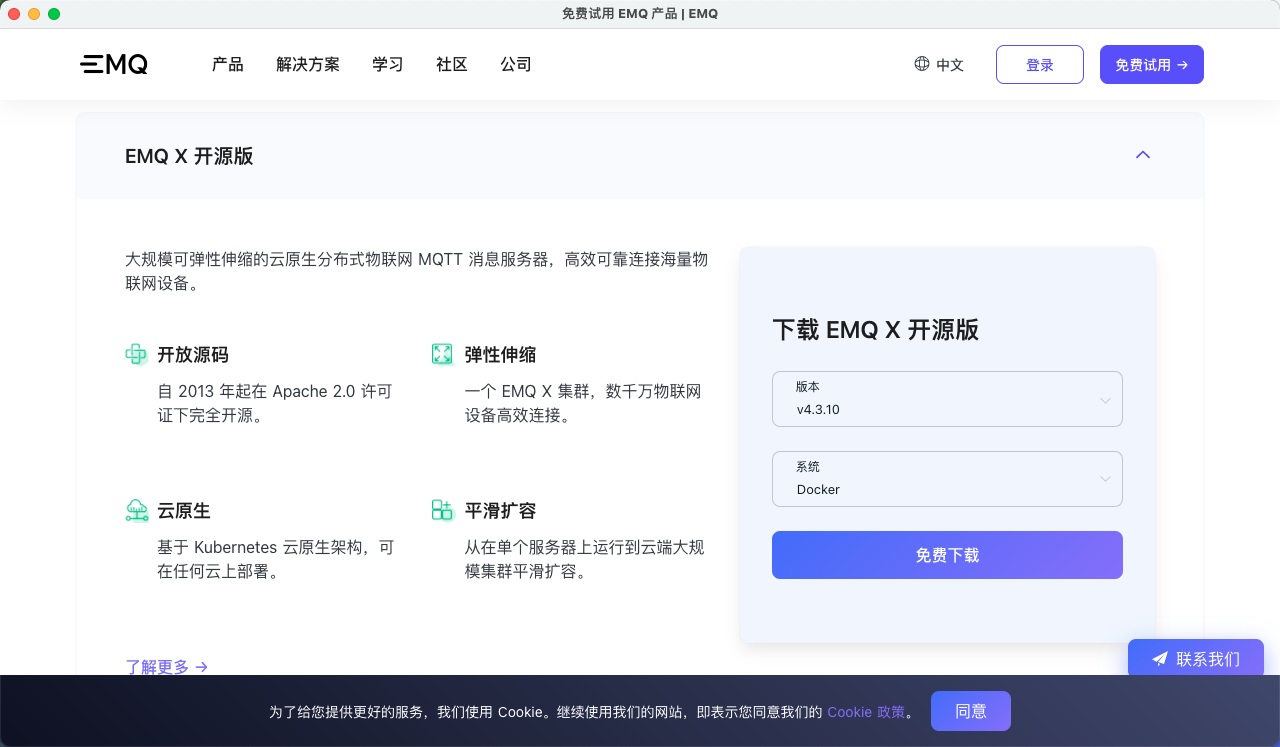 免费试用 EMQ 产品 | EMQ
EMQ 产品 解决方案 学习 社区 公司 中文 登录 免费试用 →
EMQ X 开源版
大规模可弹性伸缩的云原生分布式物联网 MQTT 消息服务器，高效可靠连接海量物
联网设备。
开放源码
自 2013 年起在 Apache 2.0 许可
证下完全开源。
弹性伸缩
一个 EMQ X 集群，数千万物联网
设备高效连接。
云原生
基于 Kubernetes 云原生架构，可
在任何云上部署。
平滑扩容
从在单个服务器上运行到云端大规
模集群平滑扩容。
了解更多 →
下载 EMQ X 开源版
版本
v4.3.10
系统
Docker
免费下载
联系我们
为了给您提供更好的服务，我们使用 Cookie。继续使用我们的网站，即表示您同意我们的 Cookie 政策。 同意